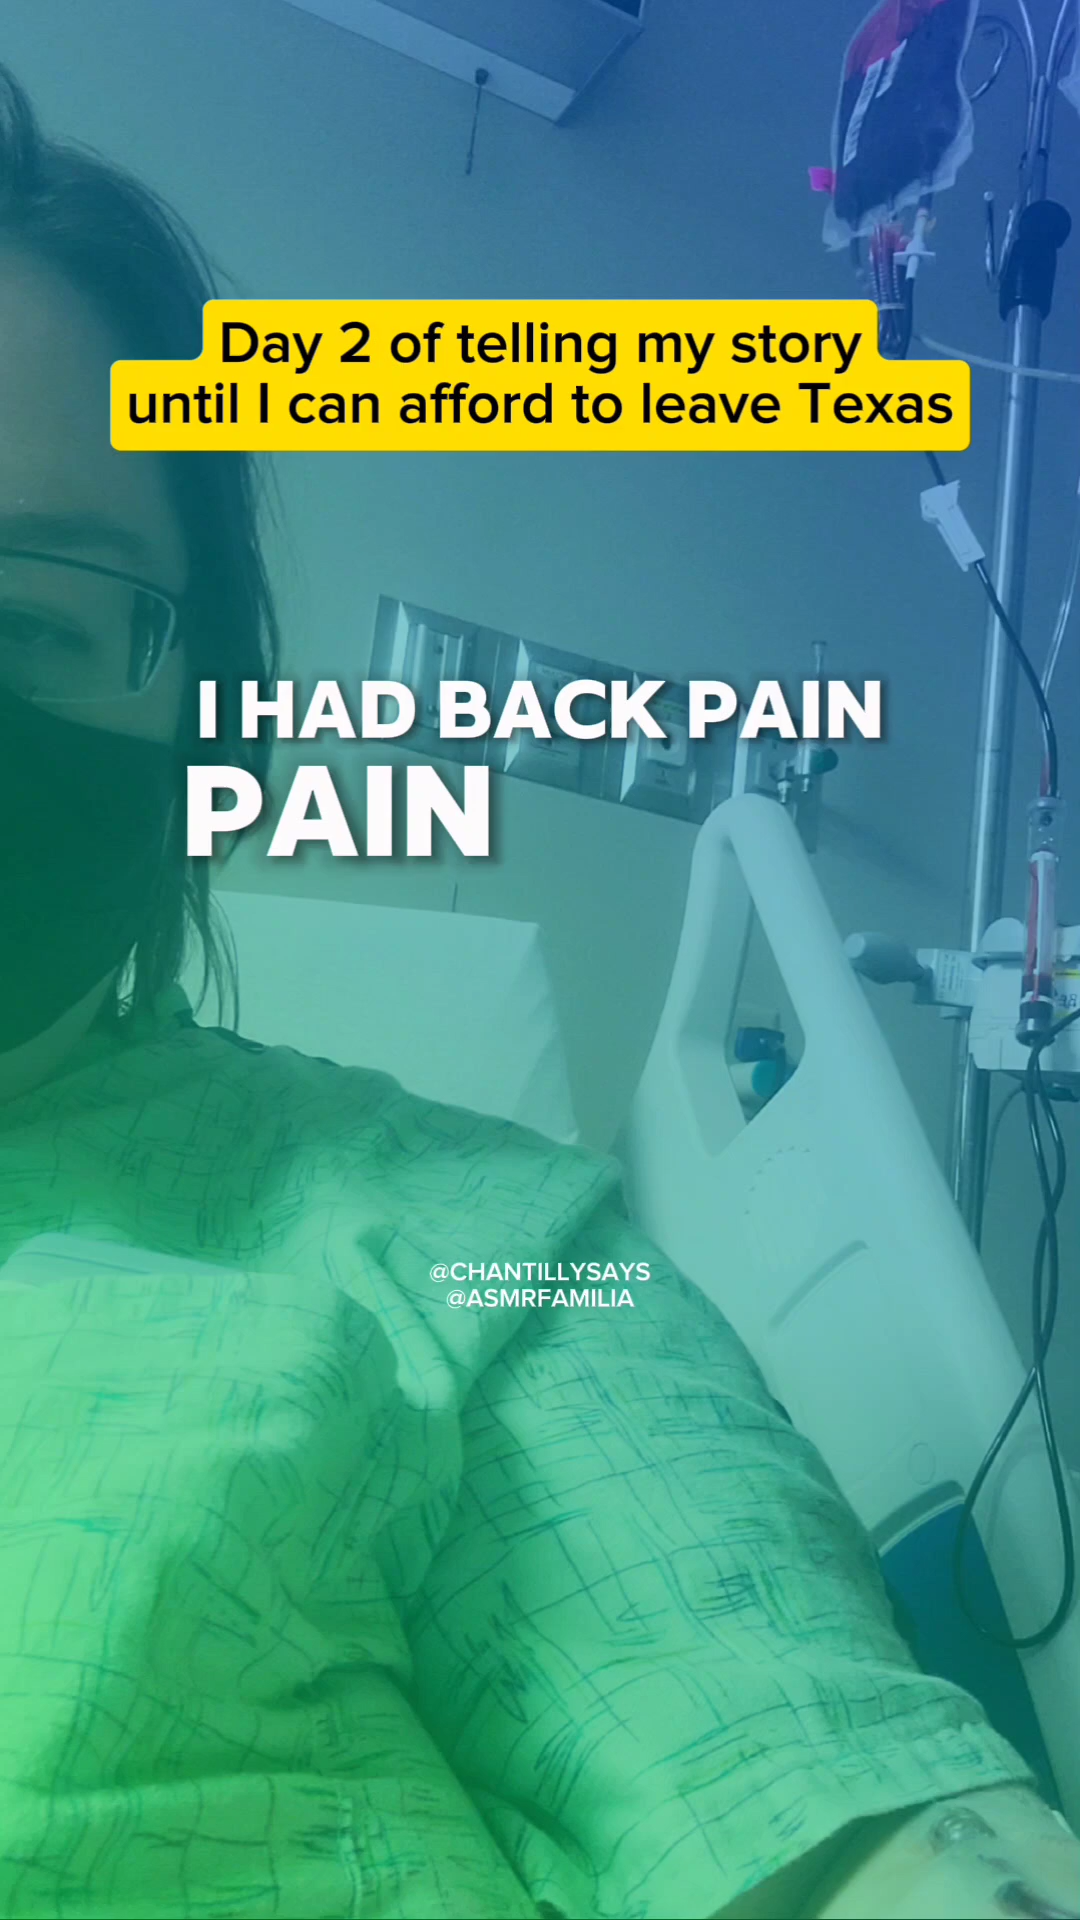 Day 2 of telling my story
until I can afford to leave Texas
I HAD BACK PAIN
PAIN
@CHANTILLYSAYS
@ASMRFAMILIA